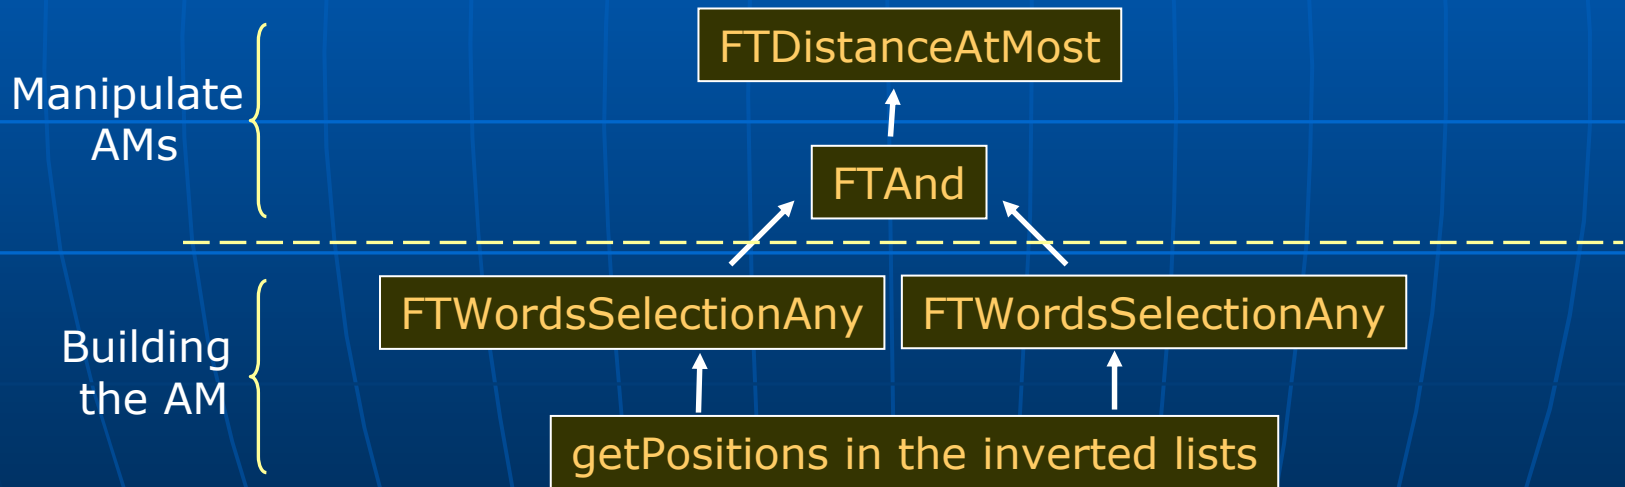 FTDistanceAtMost
Manipulate
AMs
FTAnd
FTWordsSelectionAny
FTWordsSelectionAny
Building
the AM
getPositions in the inverted lists